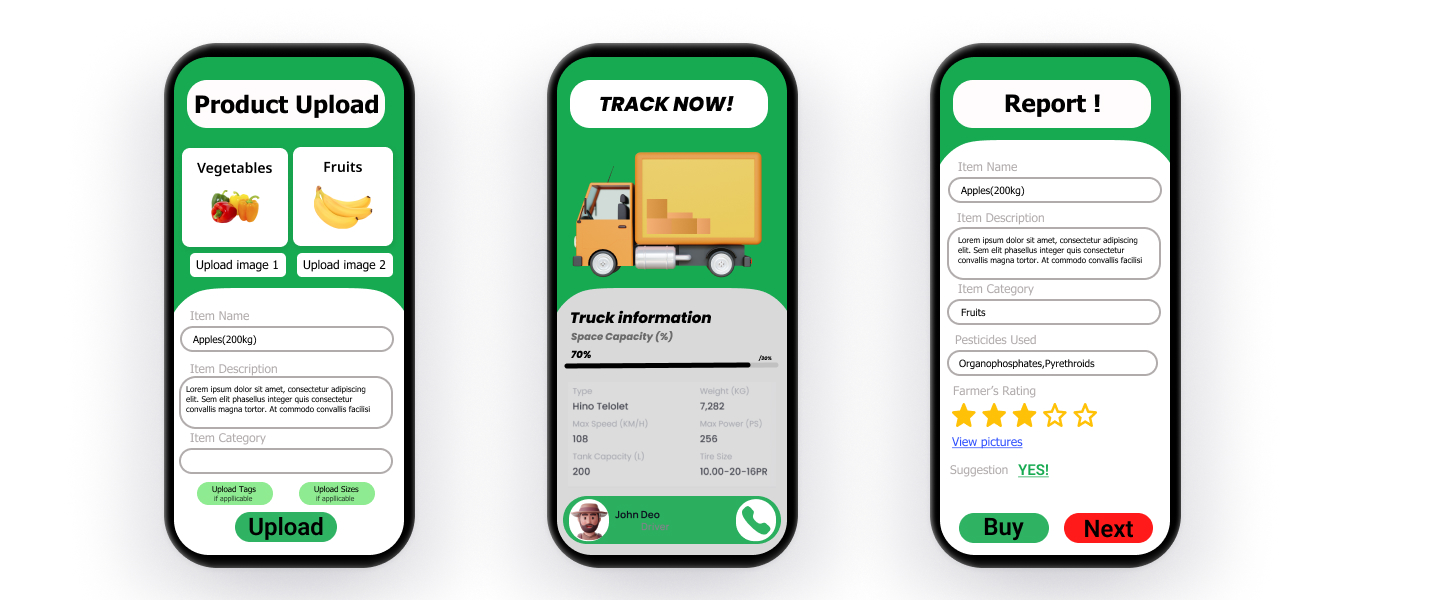 Product Upload
Vegetables
Fruits
Upload image 1
Upload image 2
Item Name
Apples(200kg)
Item Description
Lorem ipsum dolor sit amet, consectetur adipiscing
elit. Sem elit phasellus integer quis consectetur
convallis magna tortor. At commodo convallis facilisi
Item Category
Upload Tags
if appllicable
Upload Sizes
if appllicable
Upload
TRACK NOW!
Truck information
Space Capacity (%)
70%
/30%
Type
Weight (KG)
Hino Telolet
7,282
Max Speed (KM/H)
Max Power (PS)
108
256
Tank Capacity (L)
Tire Size
200
10.00-20-16PR
John Deo
Report !
Item Name
Apples(200kg)
Item Description
Lorem ipsum dolor sit amet, consectetur adipiscing
elit. Sem elit phasellus integer quis consectetur
convallis magna tortor. At commodo convallis facilisi
Item Category
Fruits
Pesticides Used
Organophosphates,Pyrethroids
Farmer's Rating
View pictures
Suggestion YES!
Buy
Next